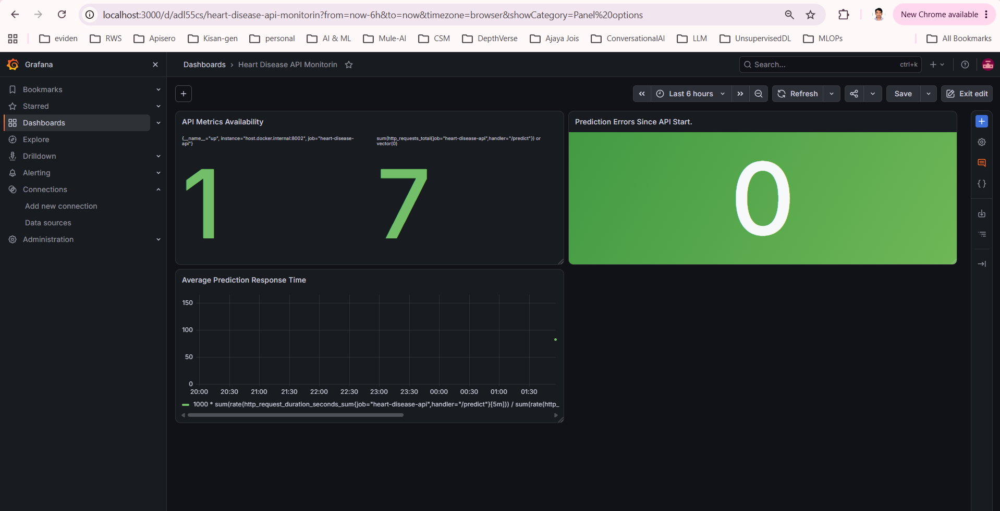 localhost:3000/d/adl55cs/heart-disease-api-monitorin?from=now-6h&to=now&timezone=browser&showCategory=Panel%20options
New Chrome available
eviden RWS Apisero Kisan-gen personal AI & ML Mule-AI CSM DepthVerse Ajaya Jois ConversationalAI LLM UnsupervisedDL MLOPs All Bookmarks
Grafana
Dashboards › Heart Disease API Monitorin
Search... ctrl+k
Bookmarks
Starred
Dashboards
Explore
Drilldown
Alerting
Connections
Add new connection
Data sources
Administration
Last 6 hours
Refresh
Save
Exit edit
API Metrics Availability
{__name__="up", instance="host.docker.internal:8002", job="heart-disease-
api"}
1
sum(http_requests_total{job="heart-disease-api",handler="/predict"}) or
vector(0)
7
Prediction Errors Since API Start.
0
Average Prediction Response Time
150
100
50
0
20:00 20:30 21:00 21:30 22:00 22:30 23:00 23:30 00:00 00:30 01:00 01:30
1000 * sum(rate(http_request_duration_seconds_sum{job="heart-disease-api",handler="/predict"}[5m])) / sum(rate(http_